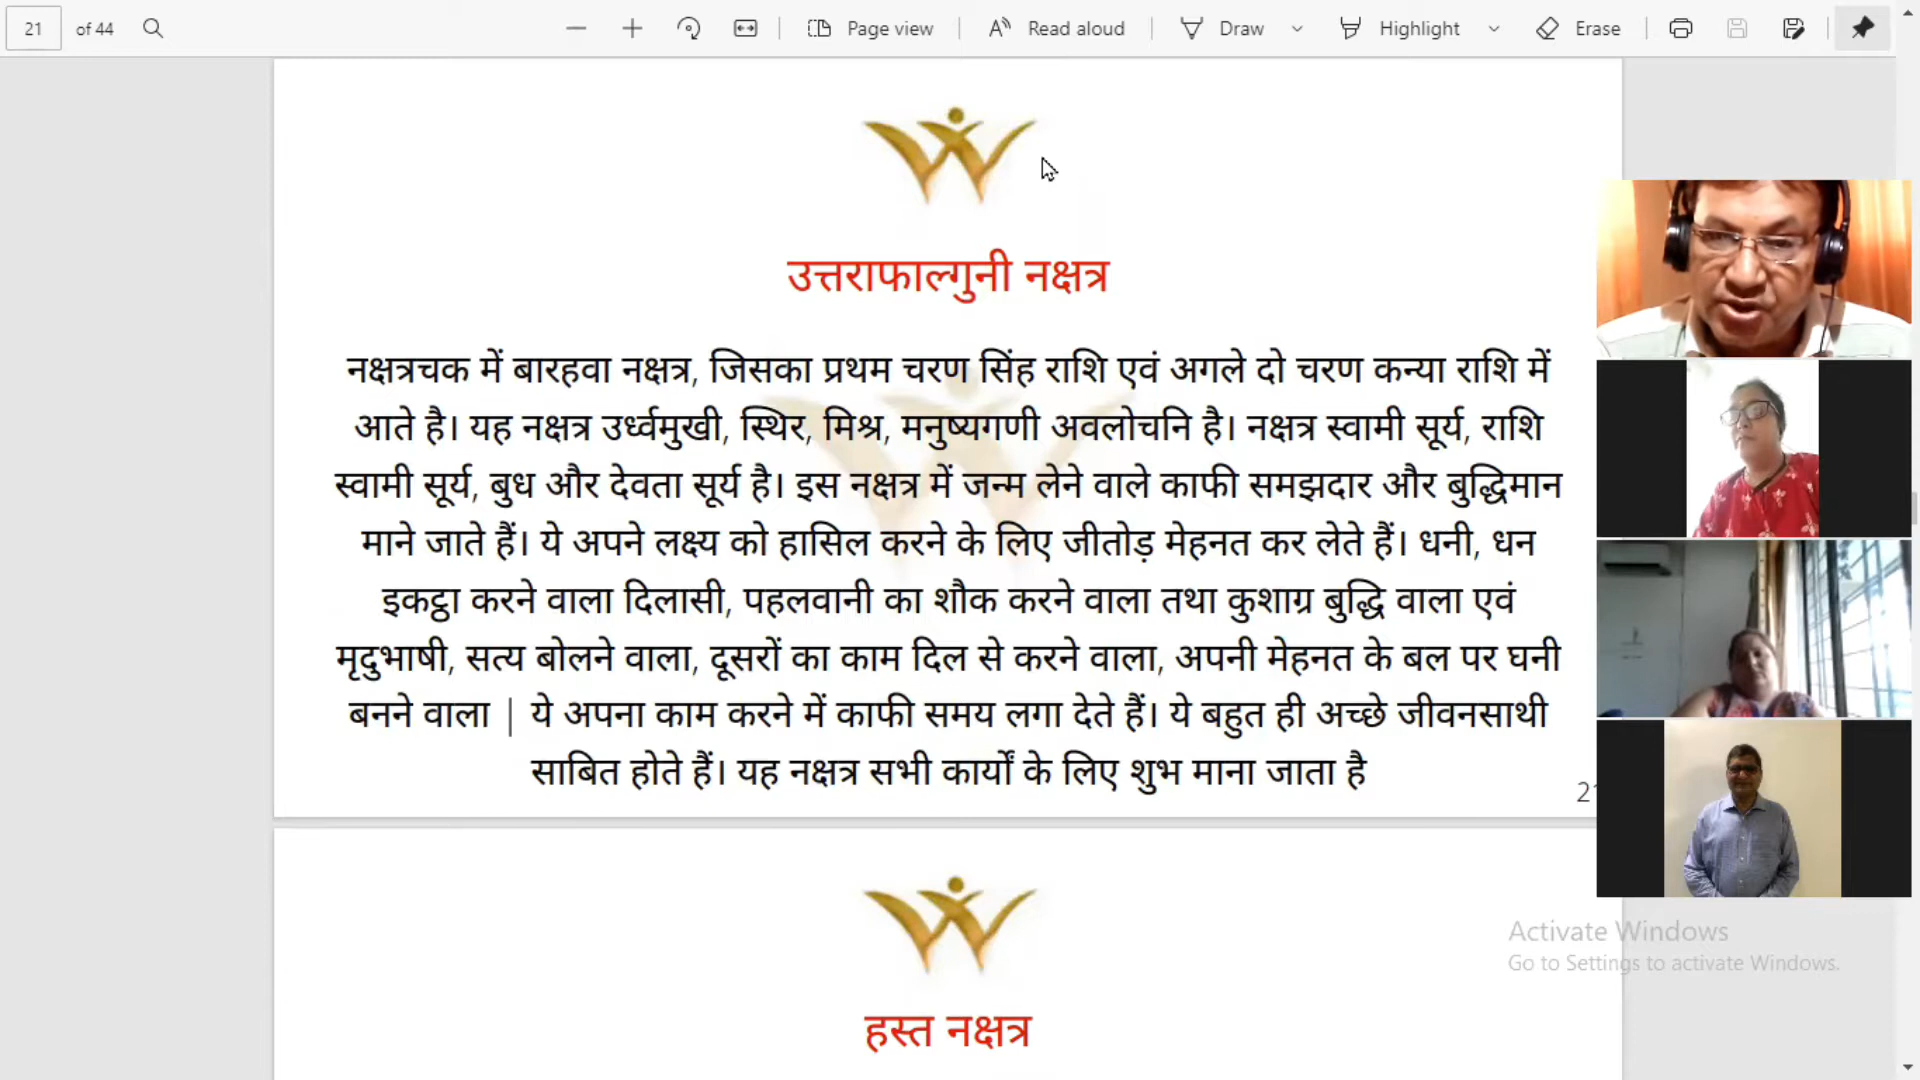 21 of 44 Page view Read aloud Draw Highlight Erase
उत्तराफाल्गुनी नक्षत्र
नक्षत्रचक में बारहवा नक्षत्र, जिसका प्रथम चरण सिंह राशि एवं अगले दो चरण कन्या राशि में
आते है। यह नक्षत्र उर्ध्वमुखी, स्थिर, मिश्र, मनुष्यगणी अवलोचनि है। नक्षत्र स्वामी सूर्य, राशि
स्वामी सूर्य, बुध और देवता सूर्य है। इस नक्षत्र में जन्म लेने वाले काफी समझदार और बुद्धिमान
माने जाते हैं। ये अपने लक्ष्य को हासिल करने के लिए जीतोड़ मेहनत कर लेते हैं। धनी, धन
इकट्ठा करने वाला दिलासी, पहलवानी का शौक करने वाला तथा कुशाग्र बुद्धि वाला एवं
मृदुभाषी, सत्य बोलने वाला, दूसरों का काम दिल से करने वाला, अपनी मेहनत के बल पर घनी
बनने वाला | ये अपना काम करने में काफी समय लगा देते हैं। ये बहुत ही अच्छे जीवनसाथी
साबित होते हैं। यह नक्षत्र सभी कार्यों के लिए शुभ माना जाता है
Activate Windows
Go to Settings to activate Windows.
हस्त नक्षत्र